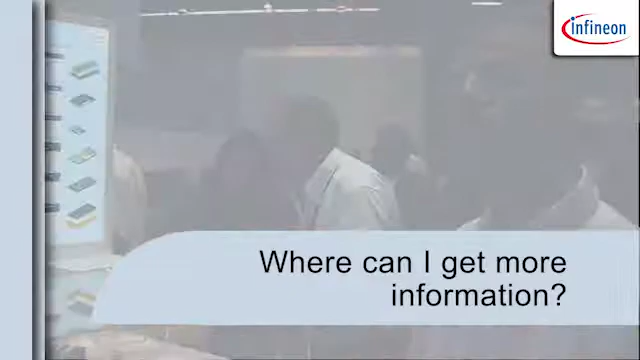 infineon
Where can I get more
information?